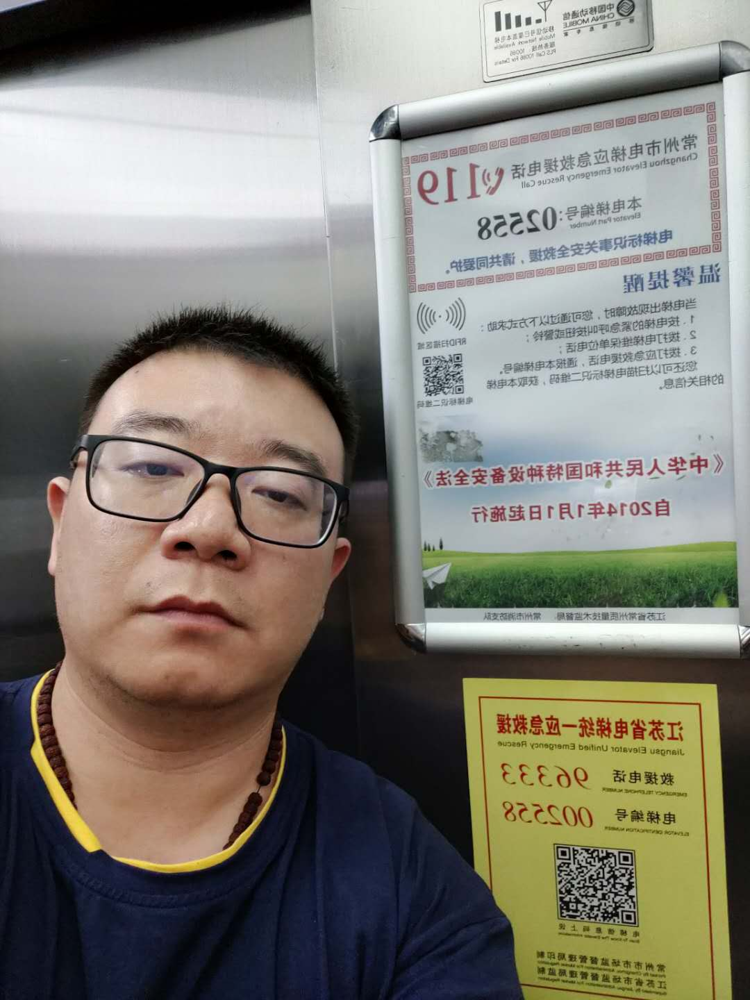 中国移动通信
CHINA MOBILE
移动信息专家
移动信号已覆盖本电梯
Mobile Network Available
服务热线：10086
PLS Call 10086 For Details
常州市电梯应急救援电话 119
Changzhou Elevator Emergency Rescue Call
本电梯编号：02558
Elevator Part Number
电梯标识事关安全救援，请共同爱护。
温馨提醒
当电梯出现故障时，您可通过以下方式求助：
1．按电梯的紧急呼叫按钮或警铃；
2．拨打电梯维保单位电话；
3．拨打应急救援电话，通报本电梯编号。
您还可以扫描电梯标识二维码，获取本电梯
的相关信息。
RFID扫描区域
电梯标识二维码
《中华人民共和国特种设备安全法》
自2014年1月1日起施行
江苏省常州质量技术监督局、常州市消防支队
江苏省电梯统一应急救援
Jiangsu Elevator Unified Emergency Rescue
救援电话 96333
EMERGENCY TELEPHONE NUMBER
电梯编号 002558
ELEVATOR IDENTIFICATION NUMBER
电梯信息码上说
Scan To Know The Elevator Information
常州市市场监督管理局印制
Printed By Changzhou Administration For Market Regulation
江苏省市场监督管理局监制
Supervised By Jiangsu Administration For Market Regulation